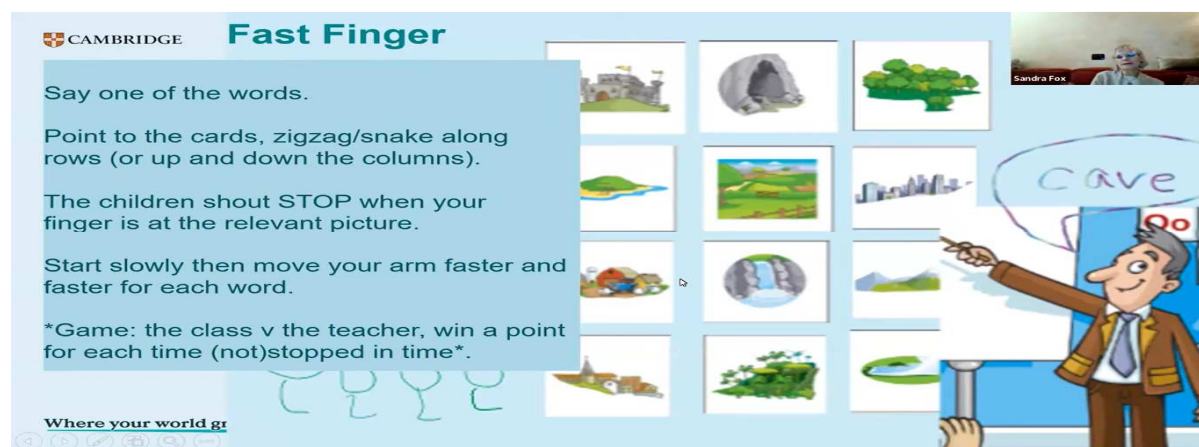 CAMBRIDGE
Fast Finger
Sandra Fox
Say one of the words.
Point to the cards, zigzag/snake along
rows (or up and down the columns).
The children shout STOP when your
finger is at the relevant picture.
Start slowly then move your arm faster and
faster for each word.
*Game: the class v the teacher, win a point
for each time (not)stopped in time*.
cave
Qo
Where your world gr